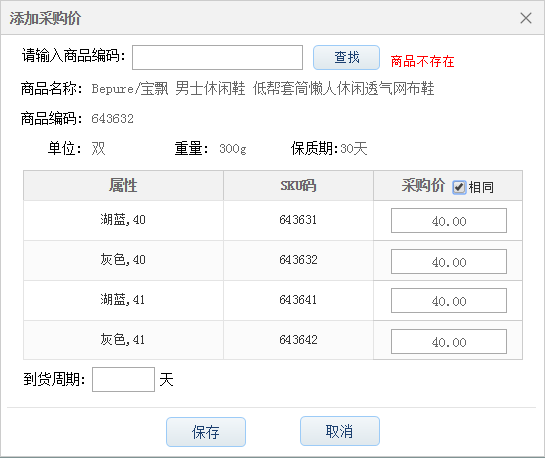 添加采购价
请输入商品编码: 查找 商品不存在
商品名称: Bepure/宝飘 男士休闲鞋 低帮套筒懒人休闲透气网布鞋
商品编码: 643632
单位: 双 重量: 300g 保质期:30天
属性 SKU码 采购价 相同
湖蓝,40 643631 40.00
灰色,40 643632 40.00
湖蓝,41 643641 40.00
灰色,41 643642 40.00
到货周期: 天
保存 取消